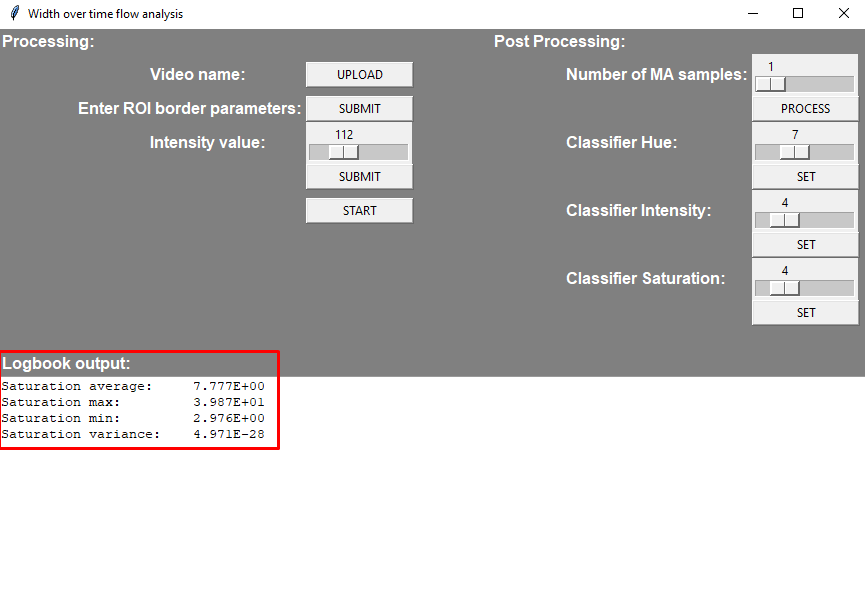 Width over time flow analysis
Processing:
Video name:
UPLOAD
Enter ROI border parameters:
SUBMIT
Intensity value:
112
SUBMIT
START
Post Processing:
Number of MA samples:
1
PROCESS
Classifier Hue:
7
SET
Classifier Intensity:
4
SET
Classifier Saturation:
4
SET
Logbook output:
Saturation average: 7.777E+00
Saturation max: 3.987E+01
Saturation min: 2.976E+00
Saturation variance: 4.971E-28